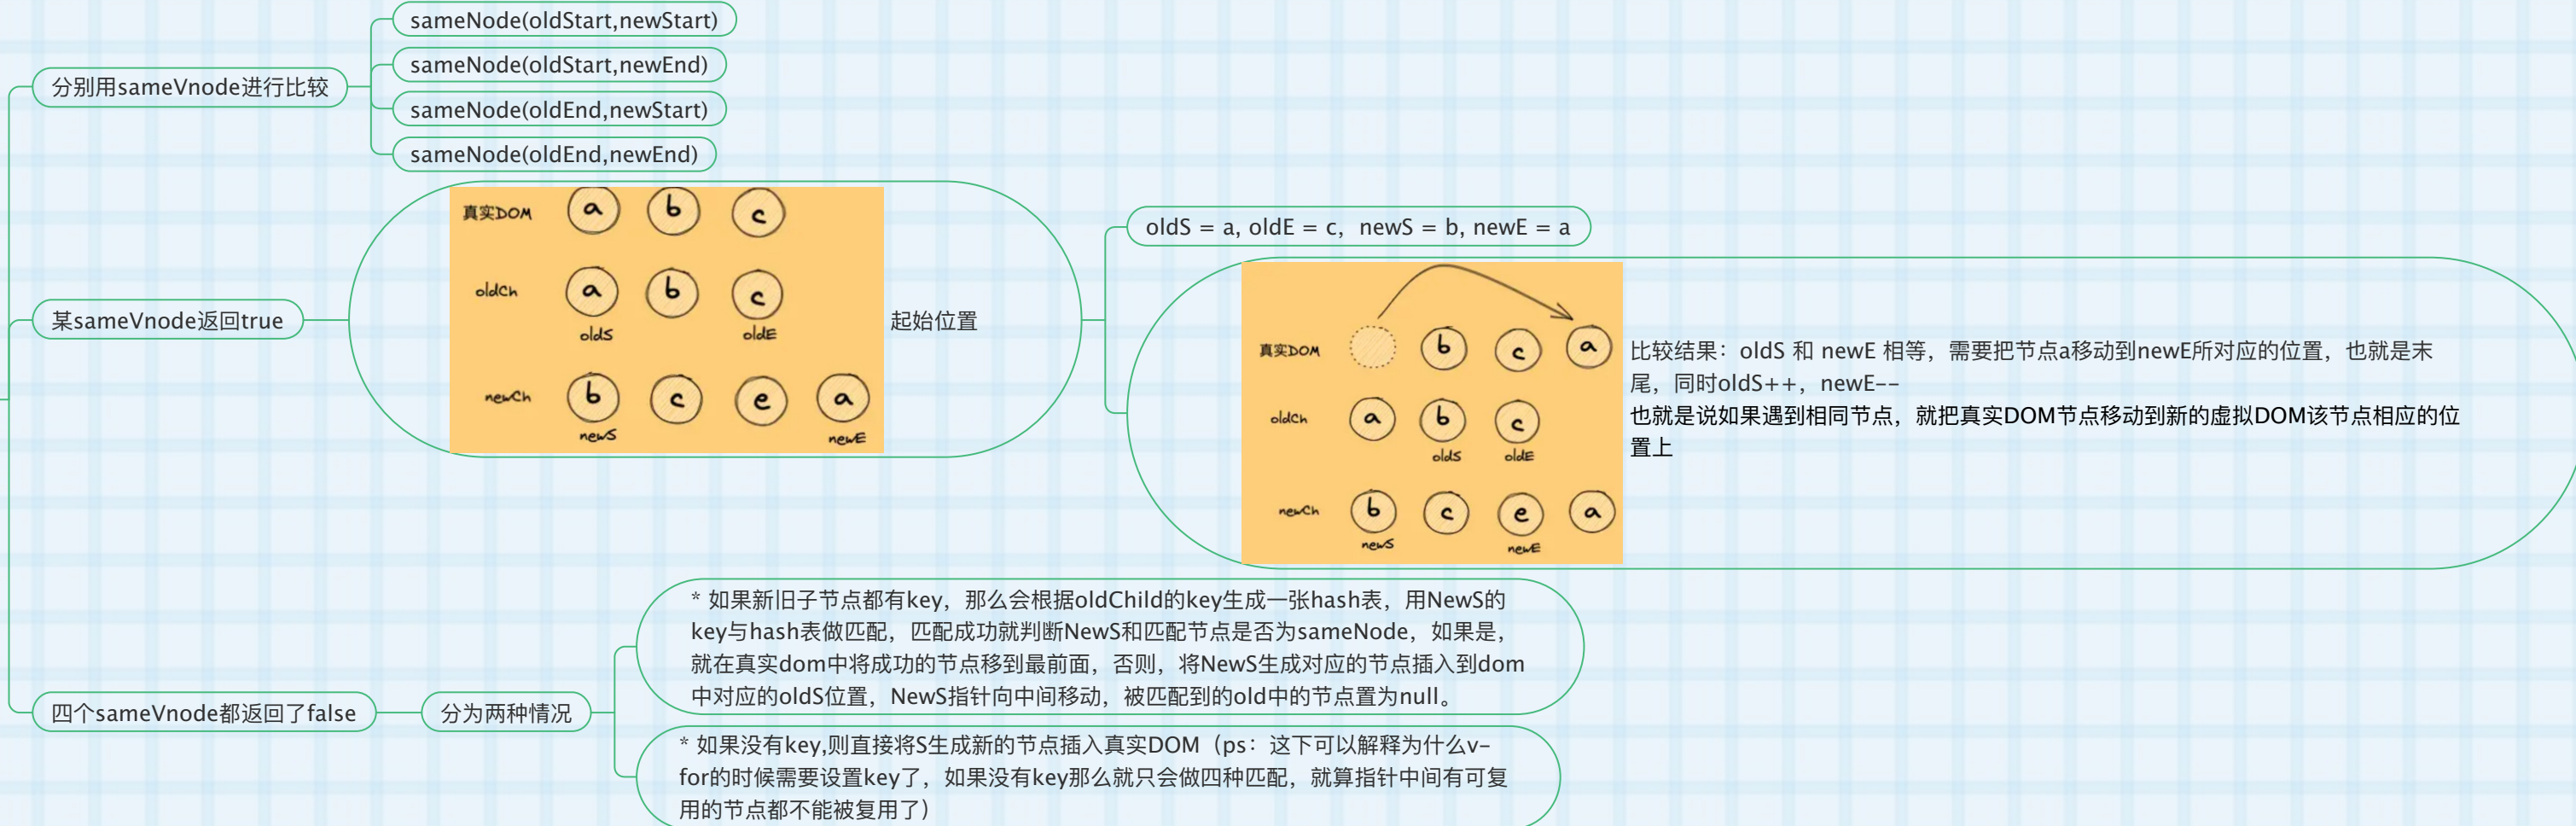 sameNode(oldStart,newStart)
sameNode(oldStart,newEnd)
分别用sameVnode进行比较
sameNode(oldEnd,newStart)
sameNode(oldEnd,newEnd)
真实DOM a b c
oldCh a b c
oldS oldE
newCh b c e a
newS newE
起始位置
某sameVnode返回true
oldS = a, oldE = c,  newS = b, newE = a
真实DOM b c a
oldCh a b c
oldS oldE
newCh b c e a
newS newE
比较结果：oldS 和 newE 相等，需要把节点a移动到newE所对应的位置，也就是末
尾，同时oldS++，newE--
也就是说如果遇到相同节点，就把真实DOM节点移动到新的虚拟DOM该节点相应的位
置上
四个sameVnode都返回了false
分为两种情况
* 如果新旧子节点都有key，那么会根据oldChild的key生成一张hash表，用NewS的
key与hash表做匹配，匹配成功就判断NewS和匹配节点是否为sameNode，如果是，
就在真实dom中将成功的节点移到最前面，否则，将NewS生成对应的节点插入到dom
中对应的oldS位置，NewS指针向中间移动，被匹配到的old中的节点置为null。
* 如果没有key,则直接将S生成新的节点插入真实DOM（ps：这下可以解释为什么v-
for的时候需要设置key了，如果没有key那么就只会做四种匹配，就算指针中间有可复
用的节点都不能被复用了）